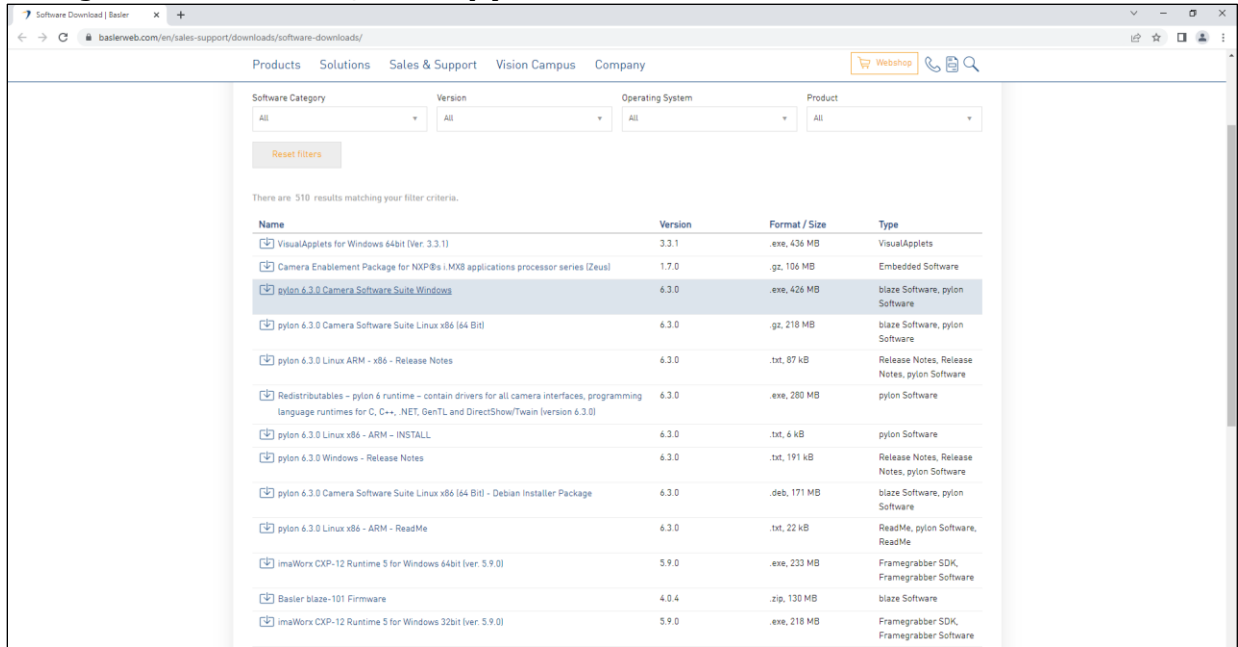 Software Download | Basler
baslerweb.com/en/sales-support/downloads/software-downloads/
Products Solutions Sales & Support Vision Campus Company Webshop
Software Category Version Operating System Product
All All All All
Reset filters
There are 510 results matching your filter criteria.
Name Version Format / Size Type
VisualApplets for Windows 64bit (Ver. 3.3.1) 3.3.1 .exe, 436 MB VisualApplets
Camera Enablement Package for NXP®s i.MX8 applications processor series (Zeus) 1.7.0 .gz, 106 MB Embedded Software
pylon 6.3.0 Camera Software Suite Windows 6.3.0 .exe, 426 MB blaze Software, pylon
Software
pylon 6.3.0 Camera Software Suite Linux x86 (64 Bit) 6.3.0 .gz, 218 MB blaze Software, pylon
Software
pylon 6.3.0 Linux ARM - x86 - Release Notes 6.3.0 .txt, 87 kB Release Notes, Release
Notes, pylon Software
Redistributables – pylon 6 runtime – contain drivers for all camera interfaces, programming 6.3.0 .exe, 280 MB pylon Software
language runtimes for C, C++, .NET, GenTL and DirectShow/Twain (version 6.3.0)
pylon 6.3.0 Linux x86 - ARM – INSTALL 6.3.0 .txt, 6 kB pylon Software
pylon 6.3.0 Windows - Release Notes 6.3.0 .txt, 191 kB Release Notes, Release
Notes, pylon Software
pylon 6.3.0 Camera Software Suite Linux x86 (64 Bit) - Debian Installer Package 6.3.0 .deb, 171 MB blaze Software, pylon
Software
pylon 6.3.0 Linux x86 - ARM - ReadMe 6.3.0 .txt, 22 kB ReadMe, pylon Software,
ReadMe
imaWorx CXP-12 Runtime 5 for Windows 64bit (ver. 5.9.0) 5.9.0 .exe, 233 MB Framegrabber SDK,
Framegrabber Software
Basler blaze-101 Firmware 4.0.4 .zip, 130 MB blaze Software
imaWorx CXP-12 Runtime 5 for Windows 32bit (ver. 5.9.0) 5.9.0 .exe, 218 MB Framegrabber SDK,
Framegrabber Software